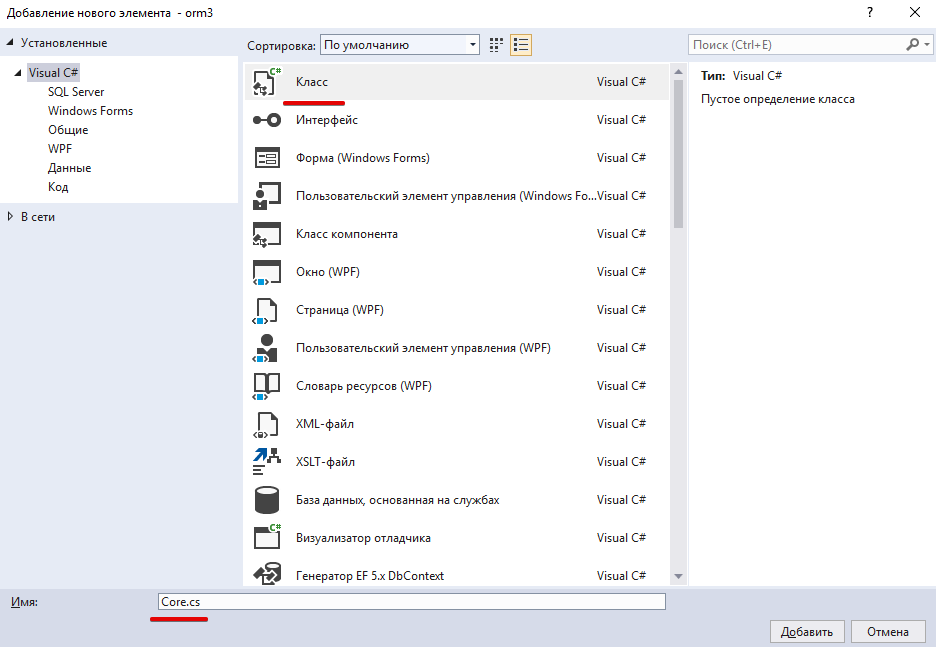 Добавление нового элемента - orm3
?
Установленные
Visual C#
SQL Server
Windows Forms
Общие
WPF
Данные
Код
В сети
Сортировка: По умолчанию
Поиск (Ctrl+E)
C# Класс Visual C#
Интерфейс Visual C#
Форма (Windows Forms) Visual C#
Пользовательский элемент управления (Windows Fo... Visual C#
Класс компонента Visual C#
Окно (WPF) Visual C#
Страница (WPF) Visual C#
Пользовательский элемент управления (WPF) Visual C#
Словарь ресурсов (WPF) Visual C#
XML-файл Visual C#
XSLT-файл Visual C#
База данных, основанная на службах Visual C#
C# Визуализатор отладчика Visual C#
Генератор EF 5.x DbContext Visual C#
Тип: Visual C#
Пустое определение класса
Имя: Core.cs
Добавить Отмена